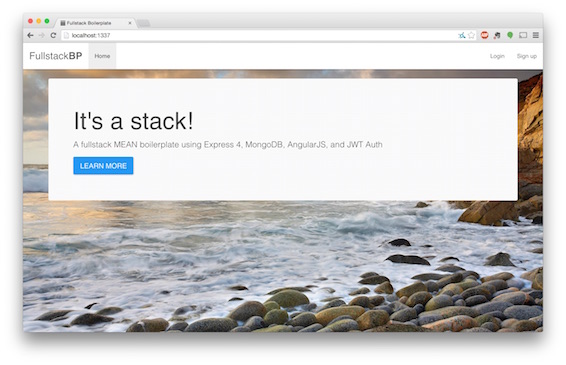 Fullstack Boilerplate
localhost:1337
FullstackBP
Home
Login
Sign up
It's a stack!
A fullstack MEAN boilerplate using Express 4, MongoDB, AngularJS, and JWT Auth
LEARN MORE